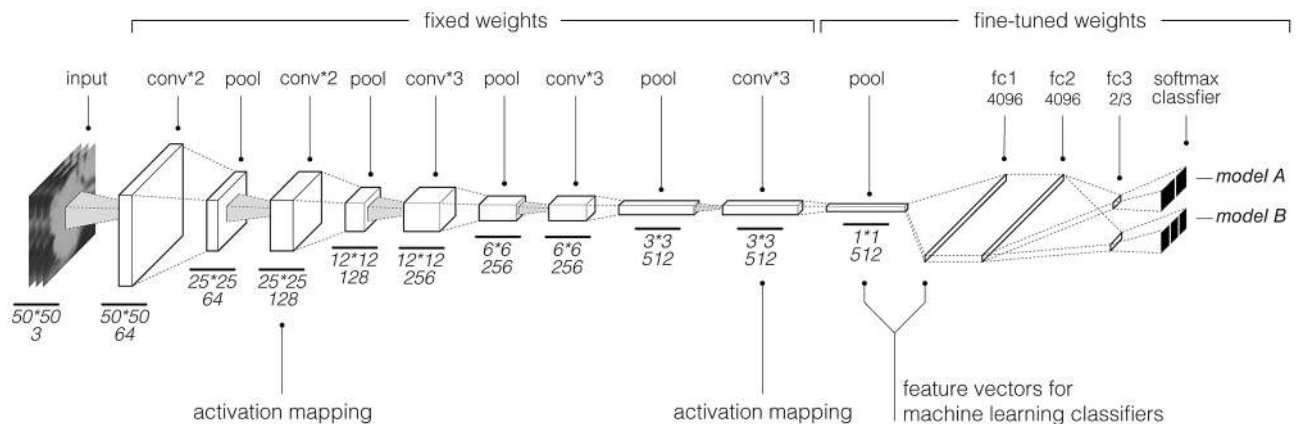 fixed weights
fine-tuned weights
input
conv*2
pool
conv*2
pool
conv*3
pool
conv*3
pool
conv*3
pool
fc1
4096
fc2
4096
fc3
2/3
softmax
classfier
model A
model B
50*50
3
50*50
64
25*25
64
25*25
128
12*12
128
12*12
256
6*6
256
6*6
256
3*3
512
3*3
512
1*1
512
activation mapping
activation mapping
feature vectors for
machine learning classifiers